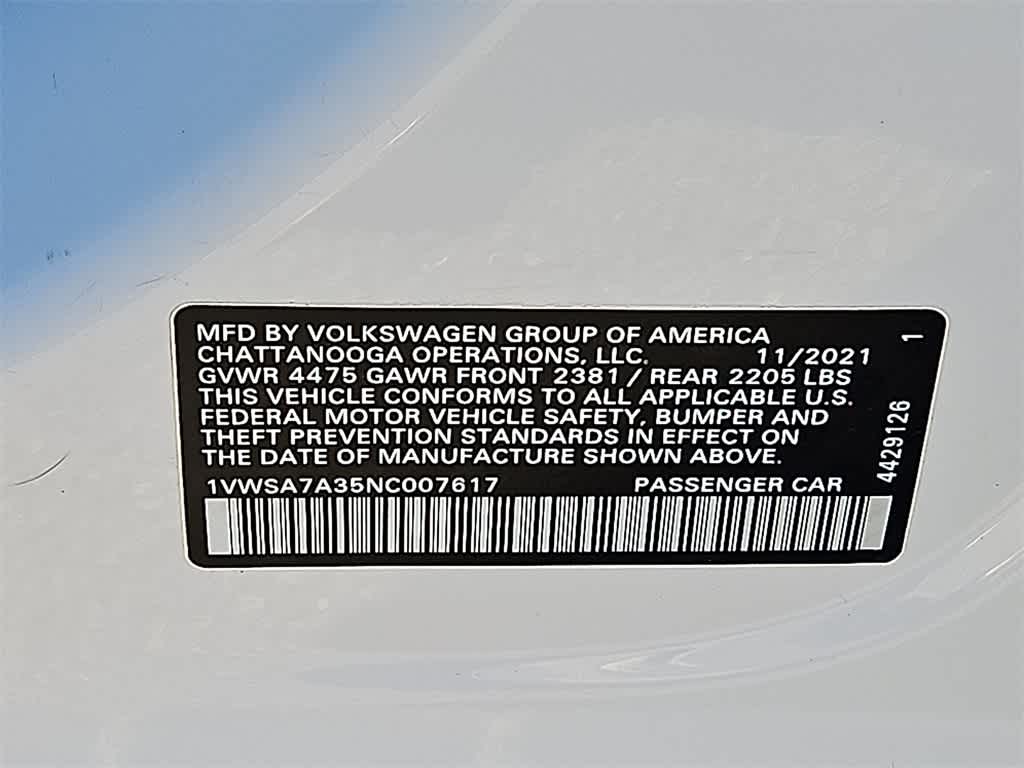 MFD BY VOLKSWAGEN GROUP OF AMERICA
CHATTANOOGA OPERATIONS, LLC. 11/2021
GVWR 4475 GAWR FRONT 2381 / REAR 2205 LBS
THIS VEHICLE CONFORMS TO ALL APPLICABLE U.S.
FEDERAL MOTOR VEHICLE SAFETY, BUMPER AND
THEFT PREVENTION STANDARDS IN EFFECT ON
THE DATE OF MANUFACTURE SHOWN ABOVE.
1VWSA7A35NC007617 PASSENGER CAR
4429126 1